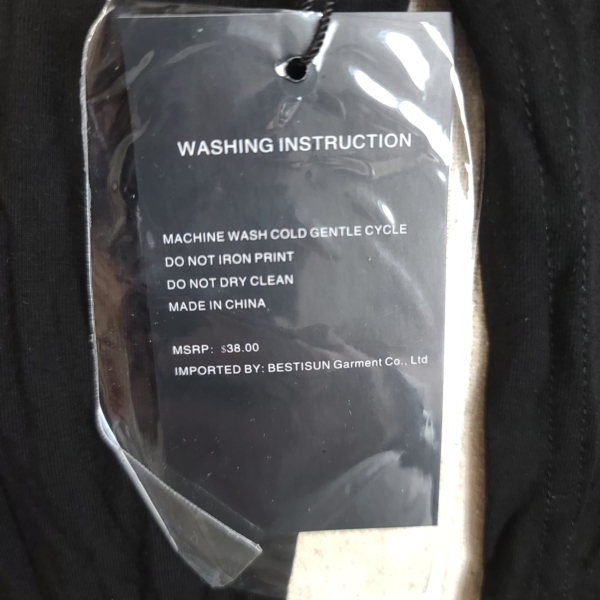 WASHING INSTRUCTION
MACHINE WASH COLD GENTLE CYCLE
DO NOT IRON PRINT
DO NOT DRY CLEAN
MADE IN CHINA
MSRP: $38.00
IMPORTED BY: BESTISUN Garment Co., Ltd